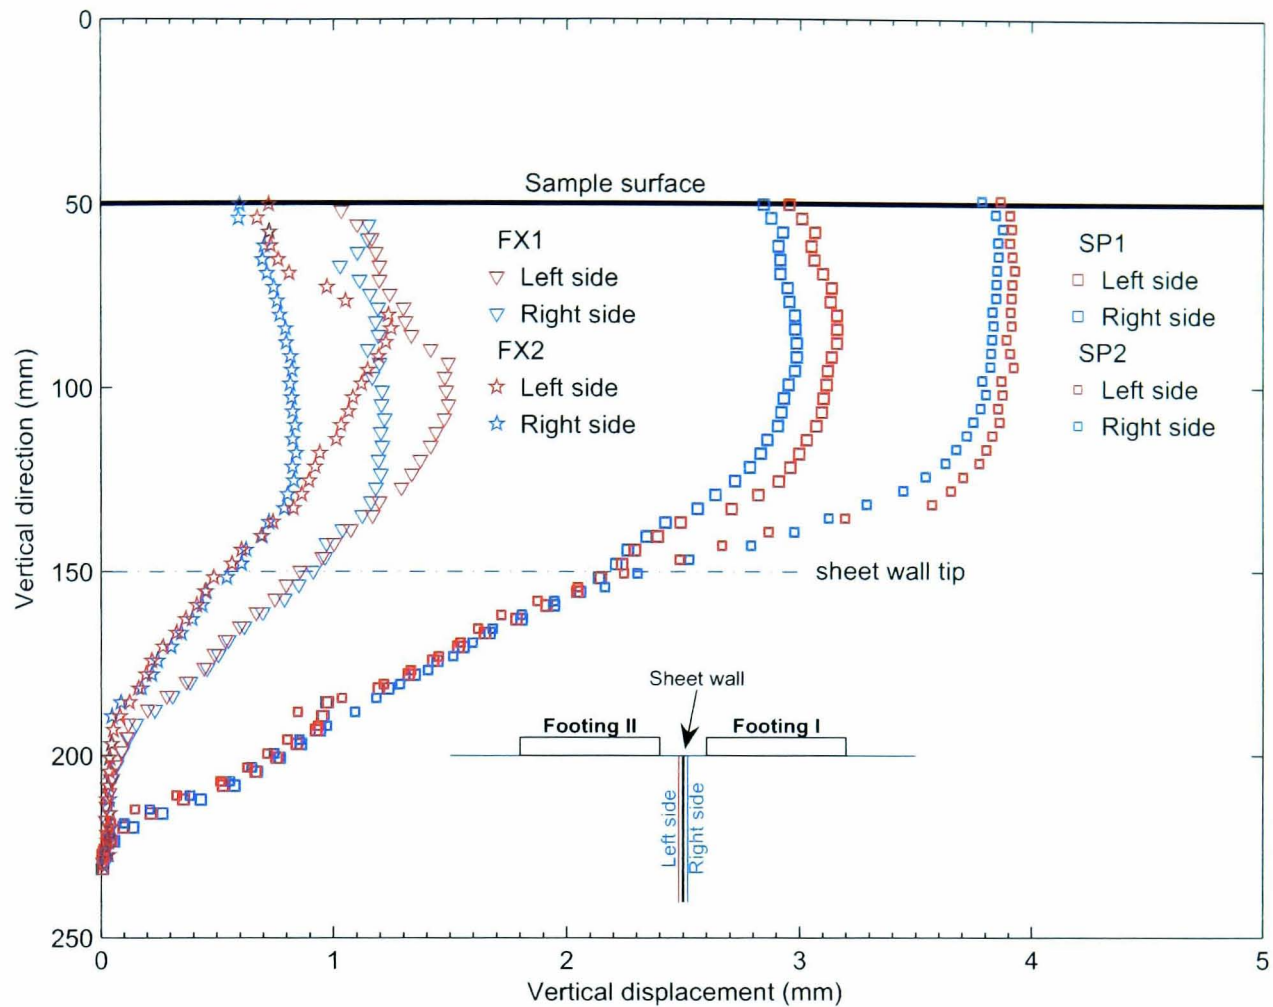 0
Sample surface
50
FX1
Left side
Right side
FX2
Left side
Right side
SP1
Left side
Right side
SP2
Left side
Right side
Vertical direction (mm)
100
150
sheet wall tip
Sheet wall
Footing II
Footing I
Left side
Right side
200
250
0
1
2
3
4
5
Vertical displacement (mm)